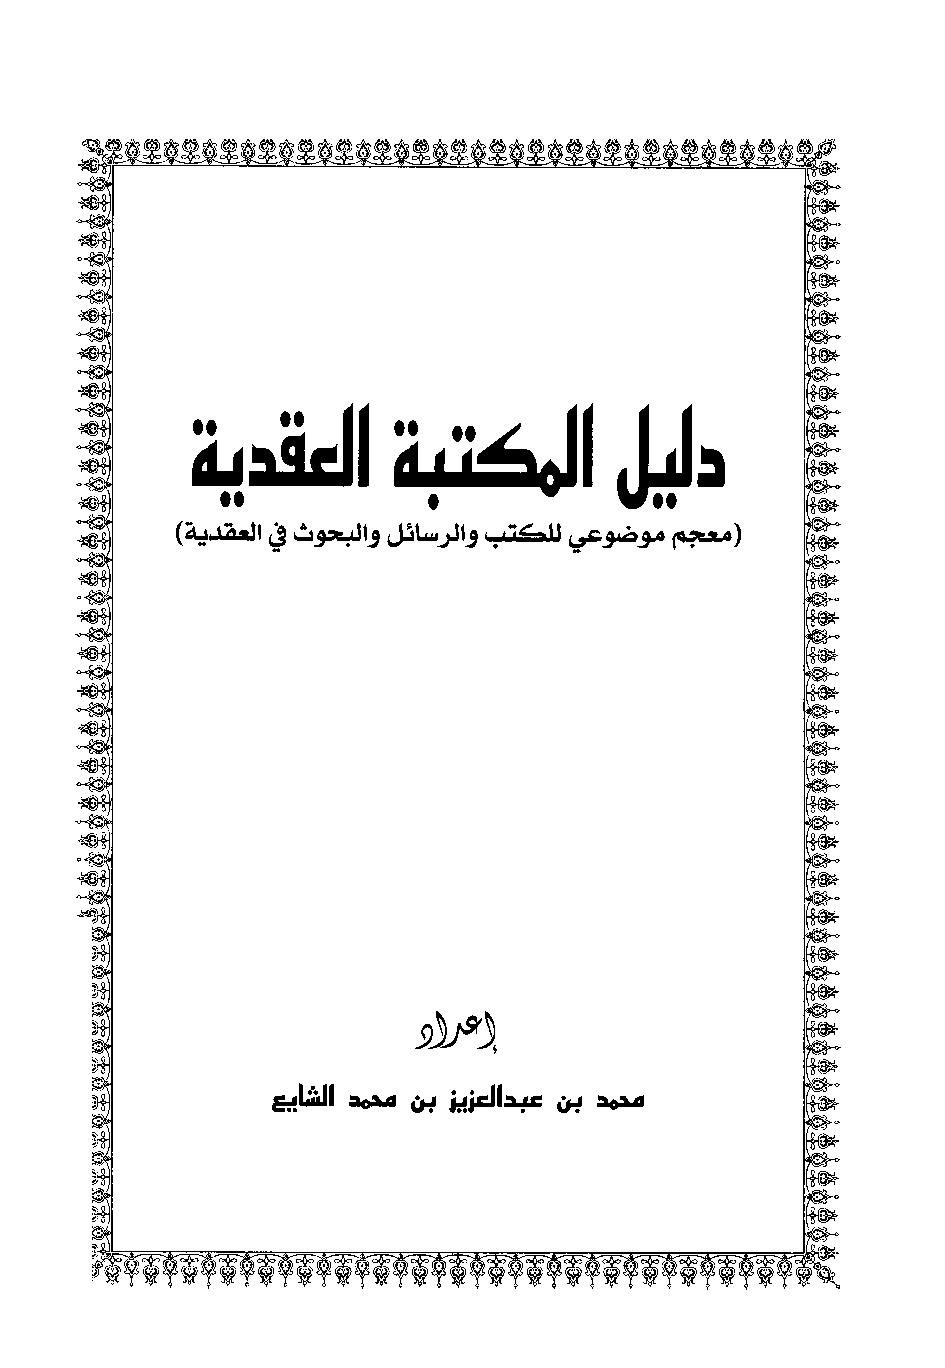 دليل المكتبة العقدية
(معجم موضوعي للكتب والرسائل والبحوث في العقدية)
إعداد
محمد بن عبدالعزيز بن محمد الشايع